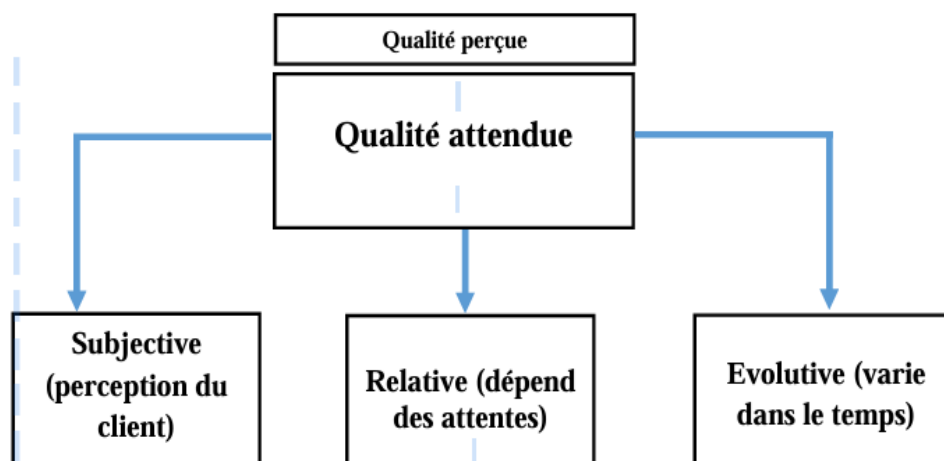 Qualité perçue
Qualité attendue
Subjective
(perception du
client)
Relative (dépend
des attentes)
Evolutive (varie
dans le temps)